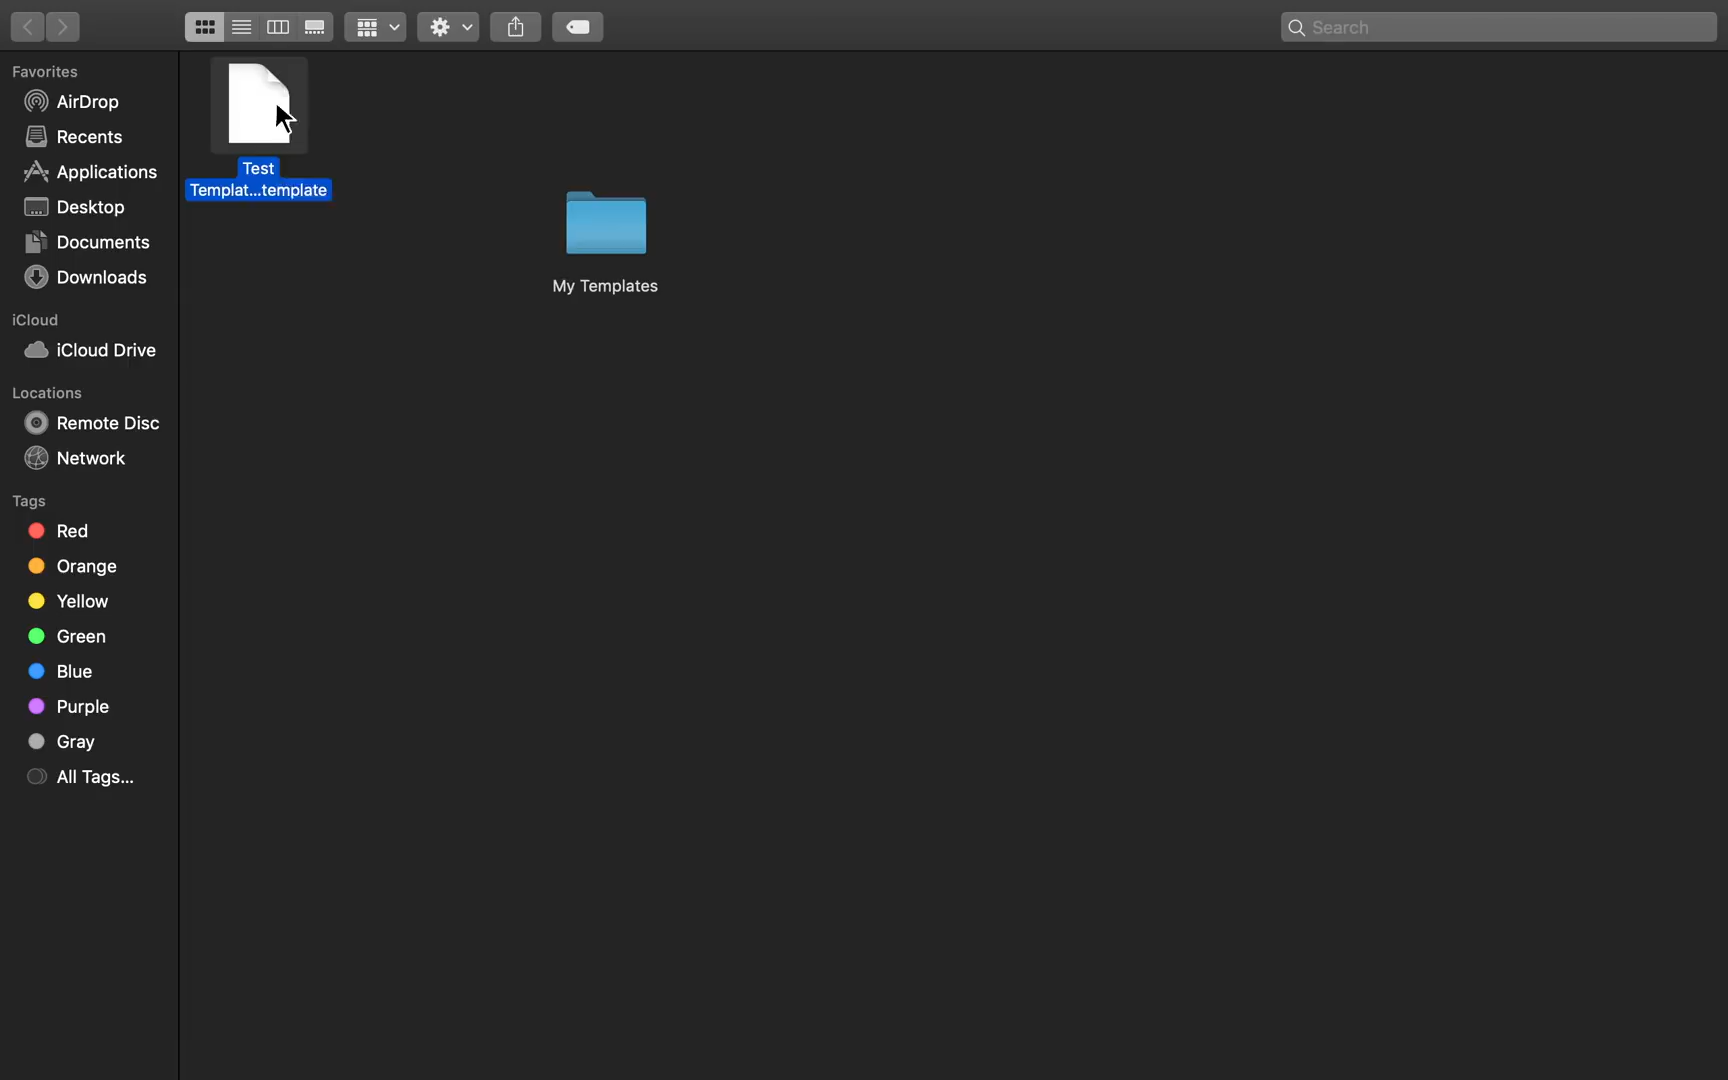 Search
Favorites
AirDrop
Recents
Applications
Desktop
Documents
Downloads
iCloud
iCloud Drive
Locations
Remote Disc
Network
Tags
Red
Orange
Yellow
Green
Blue
Purple
Gray
All Tags...
Test
Templat...template
My Templates